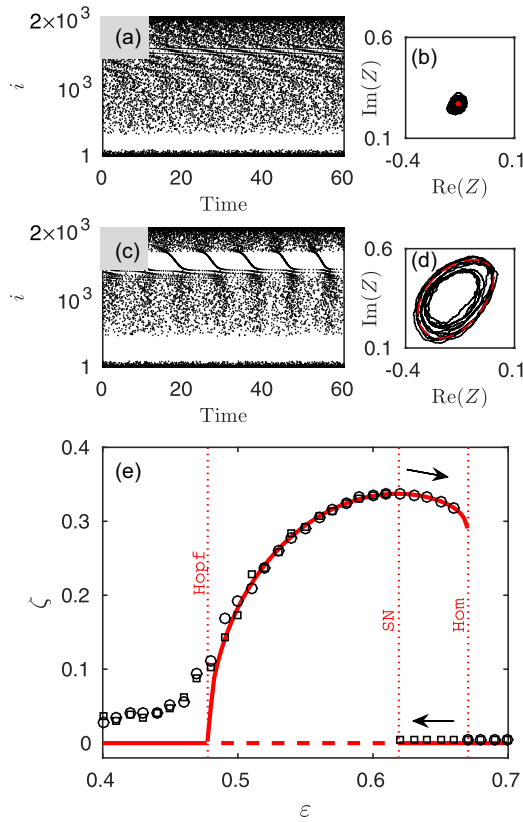 (a)
2×10³
10³
1
i
0
20
40
60
Time
(b)
0.6
0.1
Im(Z)
-0.4
0.1
Re(Z)
(c)
2×10³
10³
1
i
0
20
40
60
Time
(d)
0.6
0.1
Im(Z)
-0.4
0.1
Re(Z)
(e)
0.4
0.3
0.2
0.1
0
ζ
Hopf
SN
Hom
0.4
0.5
0.6
0.7
ε